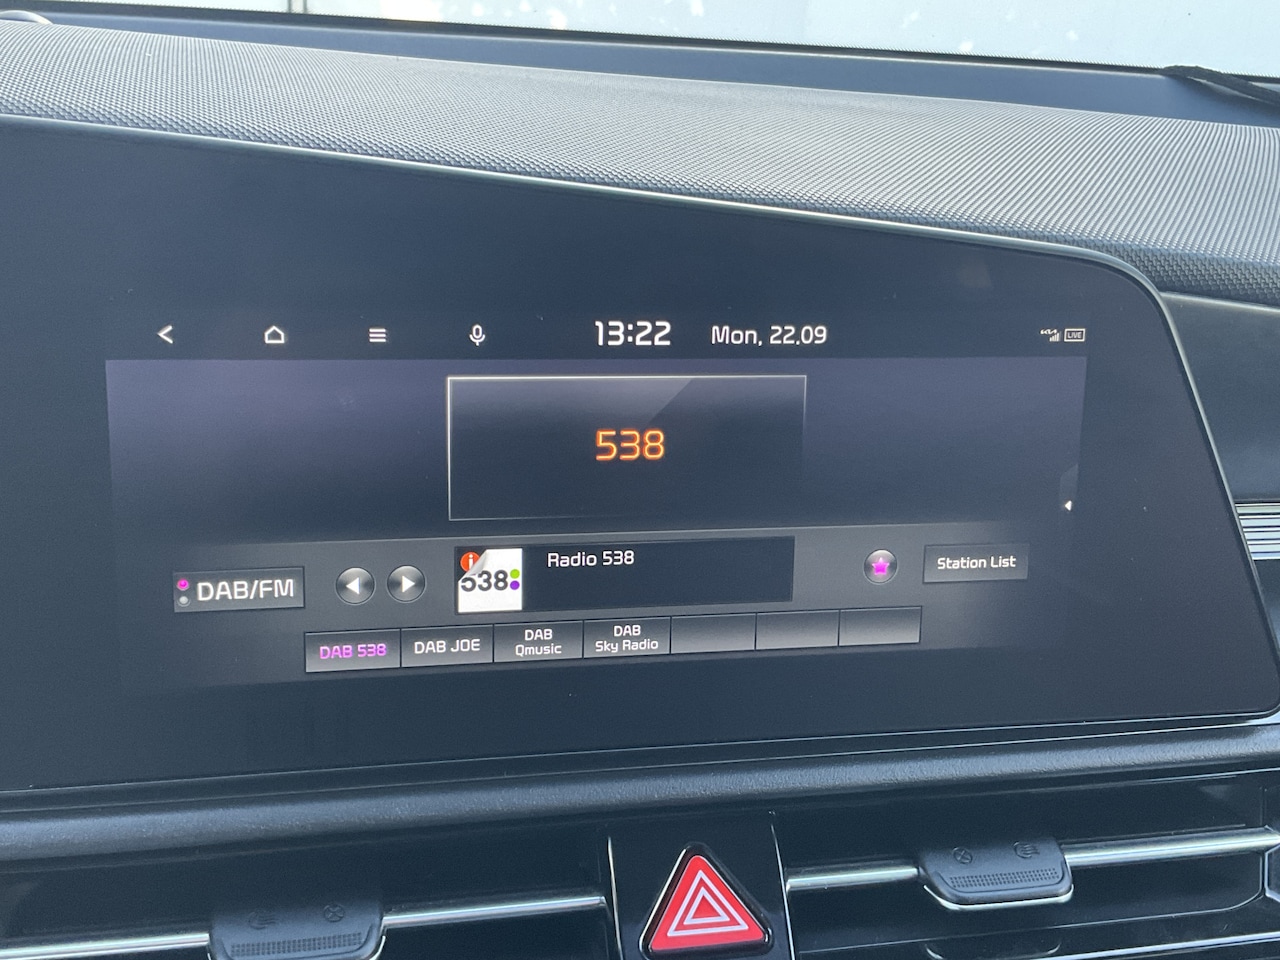 13:22 Mon, 22.09 LIVE
538
Radio 538
538
DAB/FM
Station List
DAB 538
DAB JOE
DAB
Qmusic
DAB
Sky Radio